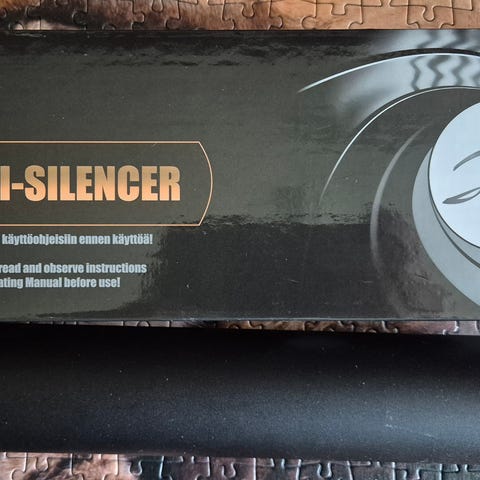 I-SILENCER
käyttöohjeisiin ennen käyttöä!
read and observe instructions
ating Manual before use!